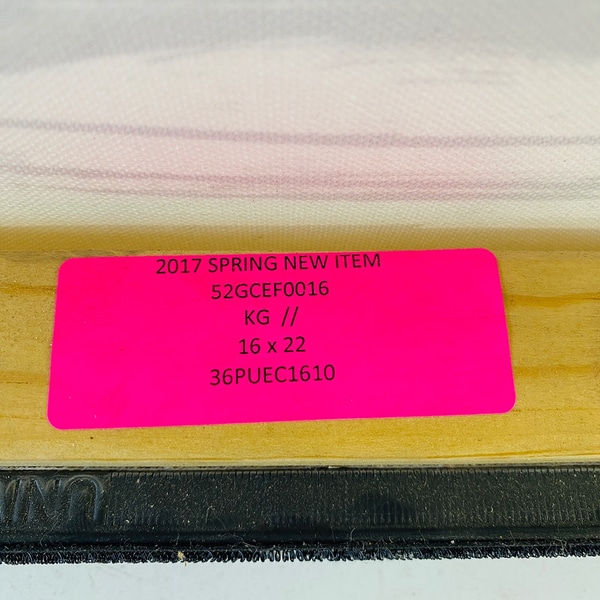 2017 SPRING NEW ITEM
52GCEF0016
KG //
16 x 22
36PUEC1610